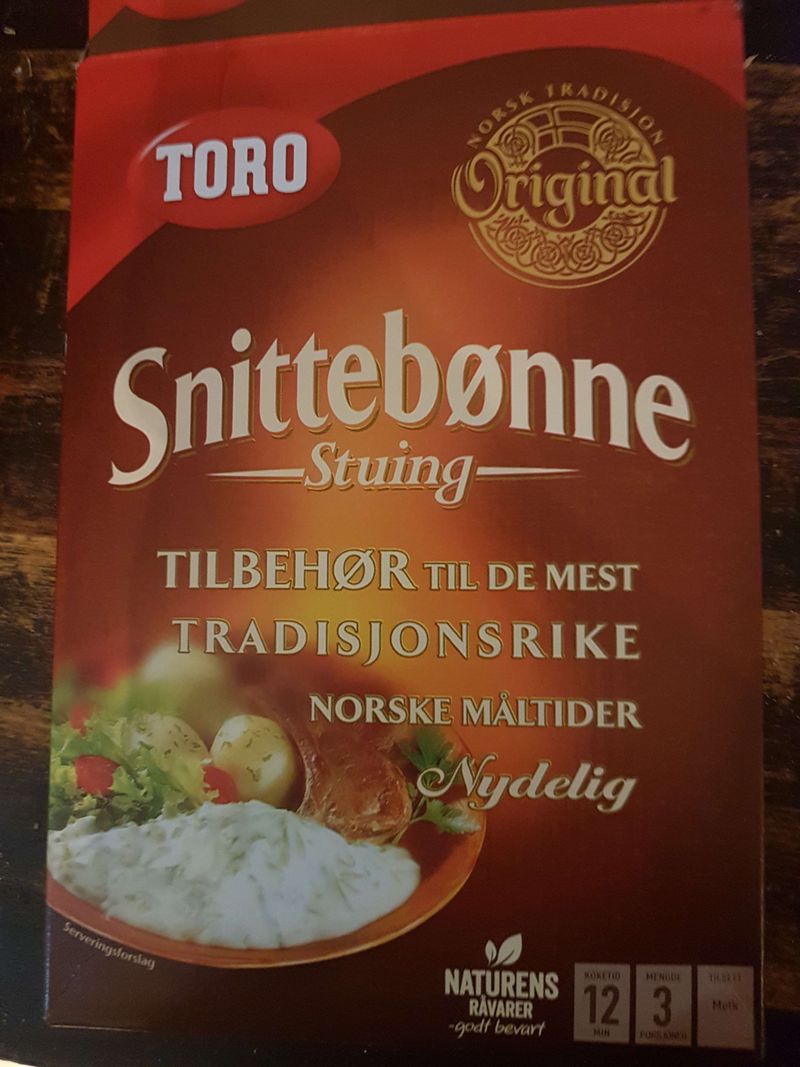 TORO
NORSK TRADISJON
Original
Snittebønne
Stuing
TILBEHØR TIL DE MEST
TRADISJONSRIKE
NORSKE MÅLTIDER
Nydelig
Serveringsforslag
NATURENS
RÅVARER
-godt bevart
KOKETID
12
MIN
MENGDE
3
PORSJONER
TILSETT
Melk